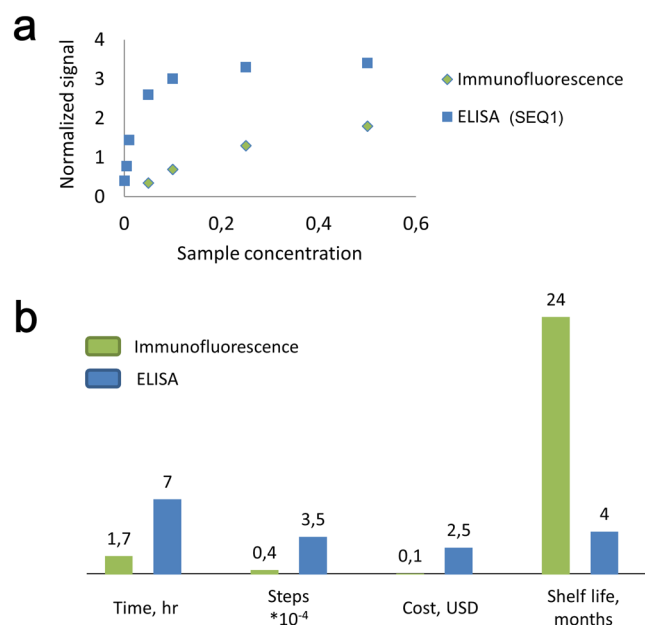 a
4
3
2
1
0
Normalized signal
0 0,2 0,4 0,6
Sample concentration
Immunofluorescence
ELISA (SEQ1)
b
Immunofluorescence
ELISA
1,7 7 0,4 3,5 0,1 2,5 24 4
Time, hr
Steps
*10-4
Cost, USD
Shelf life,
months